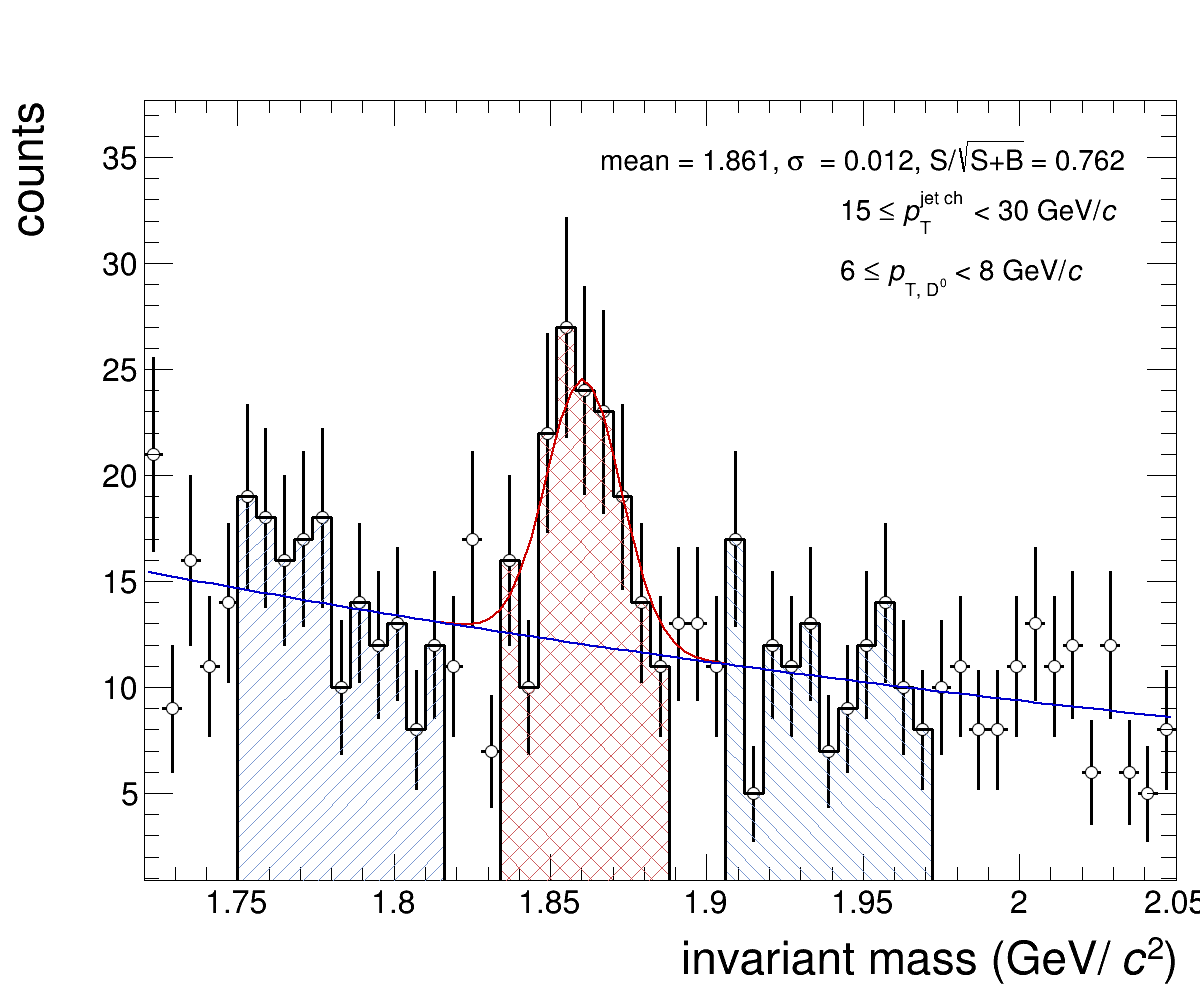 counts
mean = 1.861, σ = 0.012, S/√S+B = 0.762
15 ≤ p_T^jet ch < 30 GeV/c
6 ≤ p_T, D⁰ < 8 GeV/c
35
30
25
20
15
10
5
1.75 1.8 1.85 1.9 1.95 2 2.05
invariant mass (GeV/ c²)